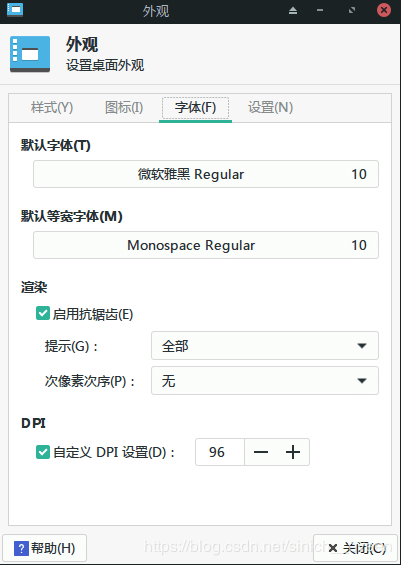 外观
外观
设置桌面外观
样式(Y) 图标(I) 字体(F) 设置(N)
默认字体(T)
微软雅黑 Regular 10
默认等宽字体(M)
Monospace Regular 10
渲染
启用抗锯齿(E)
提示(G)： 全部
次像素次序(P)： 无
DPI
自定义 DPI 设置(D)： 96
帮助(H) 关闭(C)
https://blog.csdn.net/sinich